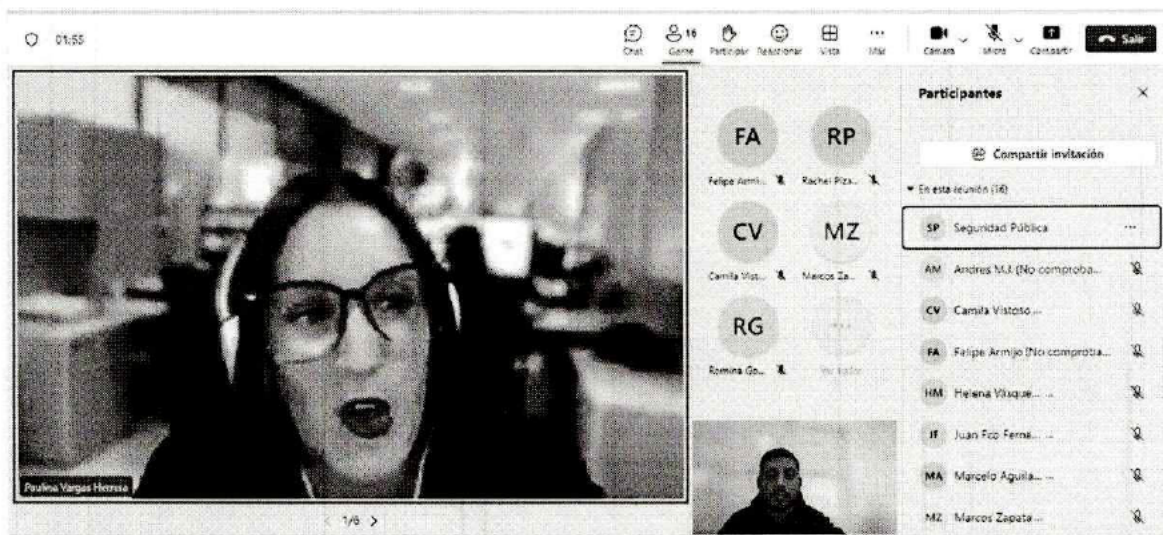 01:55
Chat
16
Gente
Participar
Reaccionar
Vista
Más
Cámara
Micro
Compartir
Salir
Paulina Vargas Herrera
1/6
FA
Felipe Armi...
RP
Rachel Piza...
CV
Camila Vist...
MZ
Marcos Za...
RG
Romina Go...
...
Ver todos
Participantes
Compartir invitación
En esta reunión (16)
SP Seguridad Pública ...
AM Andres M.J. (No comproba...
CV Camila Vistoso ...
FA Felipe Armijo (No comproba...
HM Helena Vásque... ...
JF Juan Fco Ferna... ...
MA Marcelo Aguila... ...
MZ Marcos Zapata ...